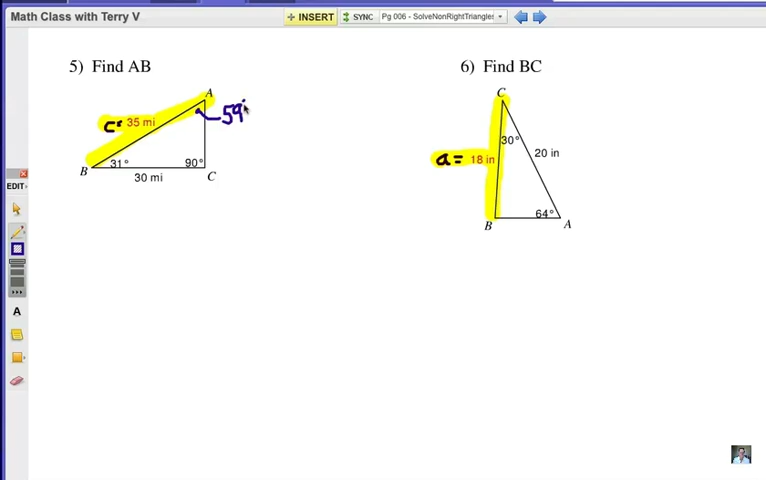 Math Class with Terry V
INSERT
SYNC
Pg 006 - SolveNonRightTriangles
5) Find AB
6) Find BC
A
C
c= 35 mi
59°
30°
20 in
a = 18 in
31°
90°
B
30 mi
C
64°
B
A
EDIT
A